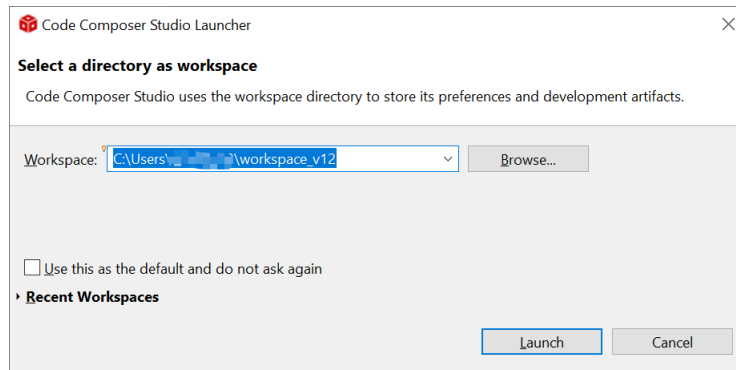 Code Composer Studio Launcher
Select a directory as workspace
Code Composer Studio uses the workspace directory to store its preferences and development artifacts.
Workspace: C:\Users\ \workspace_v12 Browse...
Use this as the default and do not ask again
Recent Workspaces
Launch Cancel